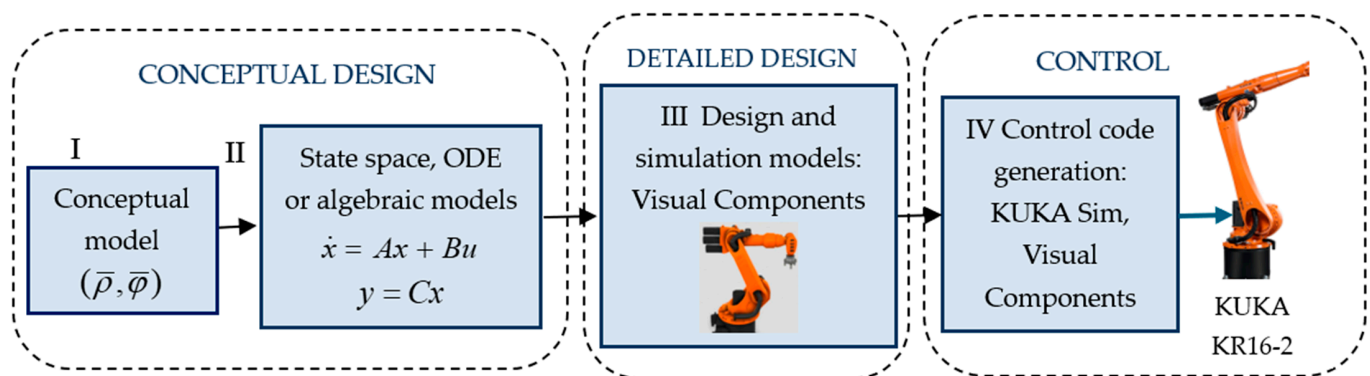 CONCEPTUAL DESIGN
I
Conceptual
model
(ρ̅, φ̅)
II
State space, ODE
or algebraic models
ẋ = Ax + Bu
y = Cx
DETAILED DESIGN
III Design and
simulation models:
Visual Components
CONTROL
IV Control code
generation:
KUKA Sim,
Visual
Components
KUKA
KR16-2